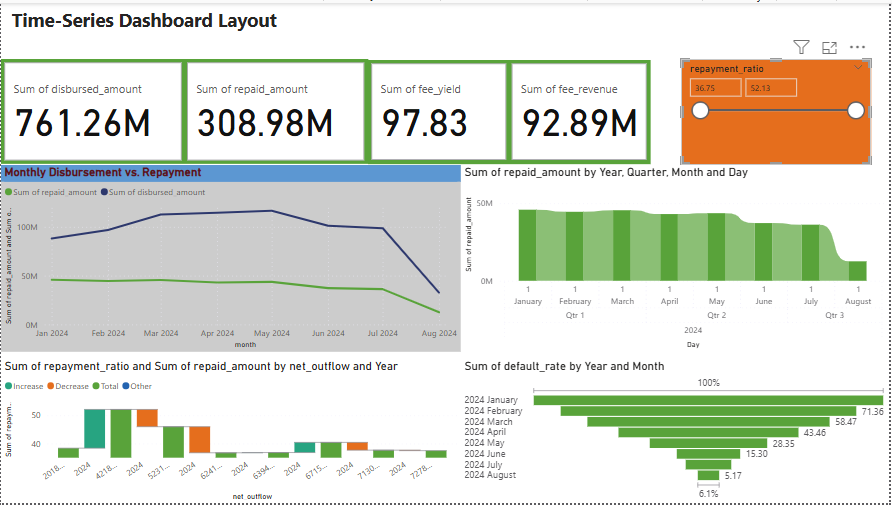 Time-Series Dashboard Layout
Sum of disbursed_amount
761.26M
Sum of repaid_amount
308.98M
Sum of fee_yield
97.83
Sum of fee_revenue
92.89M
repayment_ratio
36.75
52.13
Monthly Disbursement vs. Repayment
Sum of repaid_amount
Sum of disbursed_amount
Sum of repaid_amount and Sum o...
100M
50M
0M
Jan 2024
Feb 2024
Mar 2024
Apr 2024
May 2024
Jun 2024
Jul 2024
Aug 2024
month
Sum of repaid_amount by Year, Quarter, Month and Day
Sum of repaid_amount
50M
0M
1 1 1 1 1 1 1 1
January February March April May June July August
Qtr 1 Qtr 2 Qtr 3
2024
Day
Sum of repayment_ratio and Sum of repaid_amount by net_outflow and Year
Increase
Decrease
Total
Other
Sum of repaym...
50
40
2018...
2024
4218...
2024
5231...
2024
6241...
2024
6394...
2024
6715...
2024
7130...
2024
7278...
net_outflow
Sum of default_rate by Year and Month
100%
2024 January
2024 February 71.36
2024 March 58.47
2024 April 43.46
2024 May 28.35
2024 June 15.30
2024 July
2024 August 5.17
6.1%